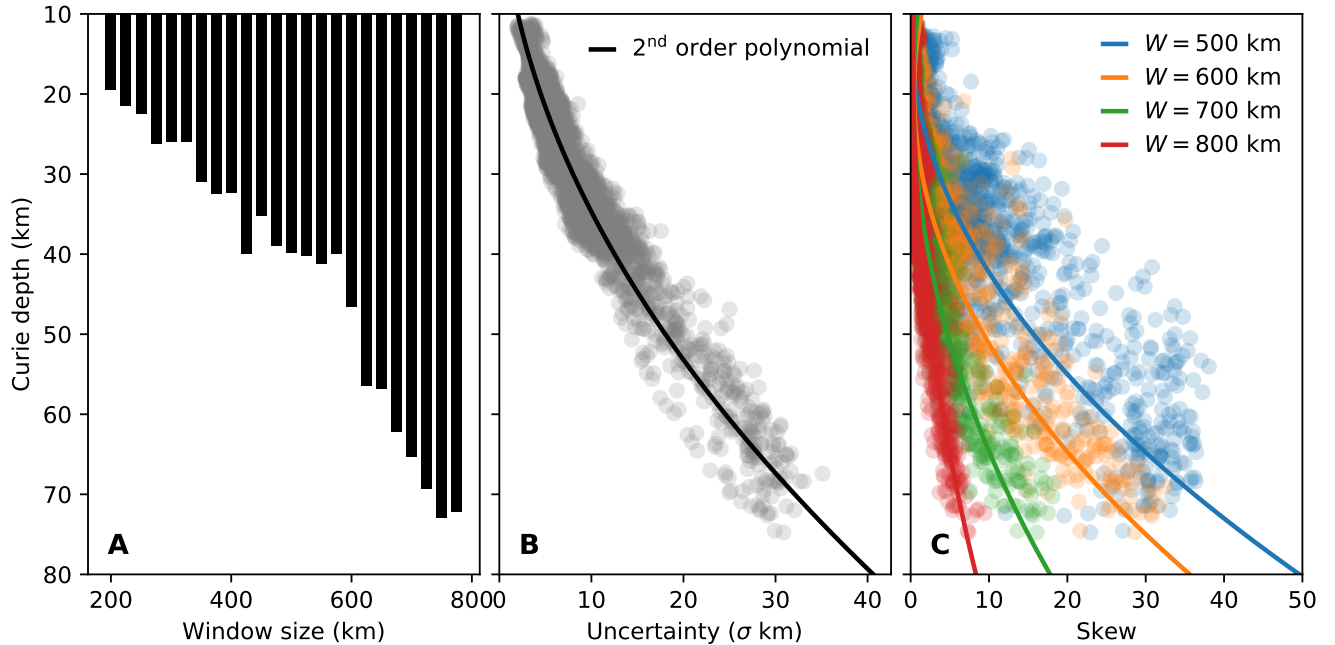 10
20
30
40
50
60
70
80
Curie depth (km)
200
400
600
800
Window size (km)
A
2nd order polynomial
0
10
20
30
40
Uncertainty (σ km)
B
W = 500 km
W = 600 km
W = 700 km
W = 800 km
0
10
20
30
40
50
Skew
C